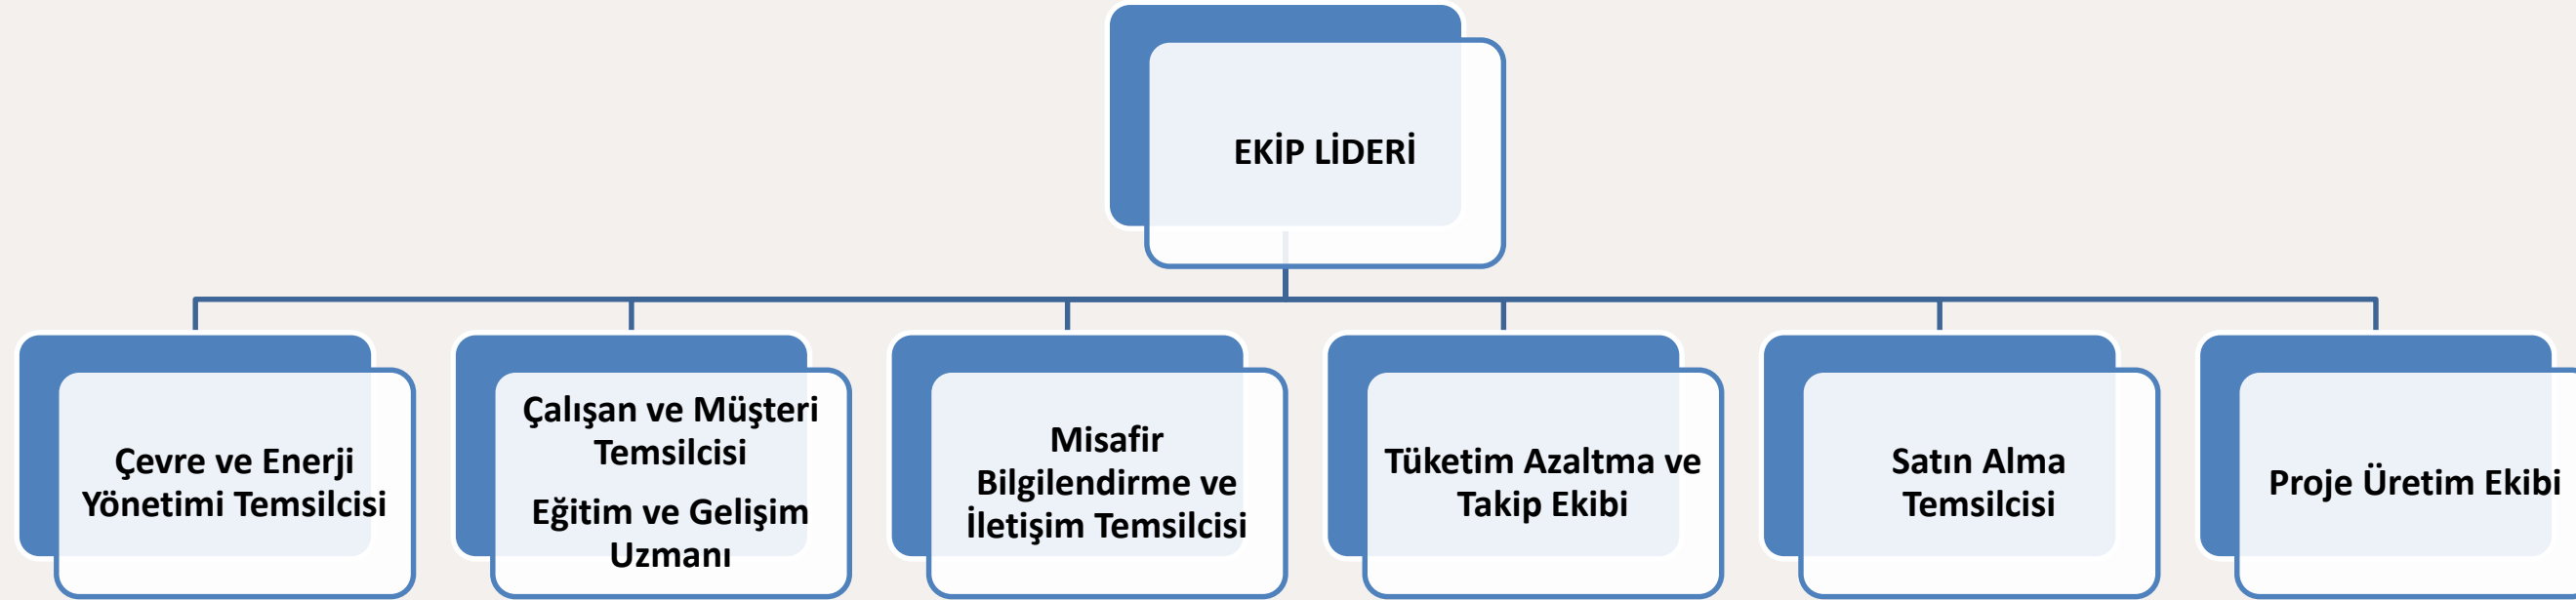 EKİP LİDERİ
Çevre ve Enerji
Yönetimi Temsilcisi
Çalışan ve Müşteri
Temsilcisi
Eğitim ve Gelişim
Uzmanı
Misafir
Bilgilendirme ve
İletişim Temsilcisi
Tüketim Azaltma ve
Takip Ekibi
Satın Alma
Temsilcisi
Proje Üretim Ekibi